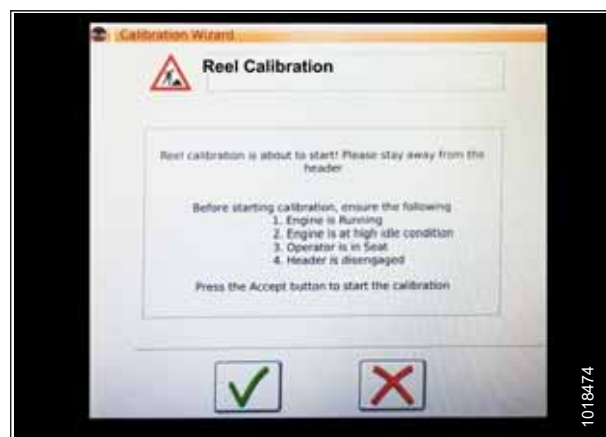 Calibration Wizard
Reel Calibration
Reel calibration is about to start! Please stay away from the
header
Before starting calibration, ensure the following
1. Engine is Running
2. Engine is at high idle condition
3. Operator is in Seat
4. Header is disengaged
Press the Accept button to start the calibration
1018474